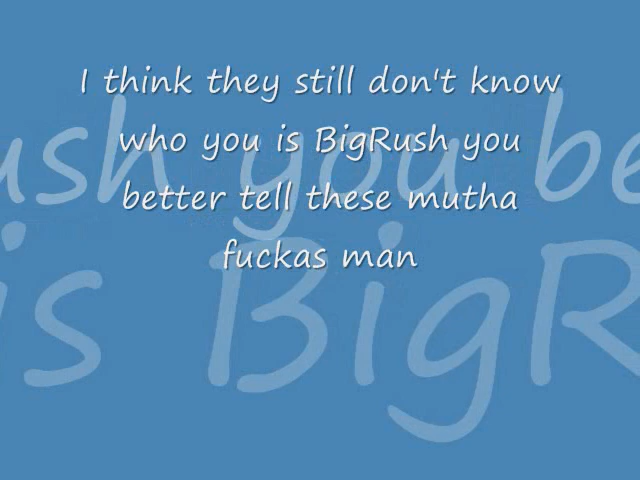 I think they still don't know
who you is BigRush you
better tell these mutha
fuckas man
ush you be
is BigR